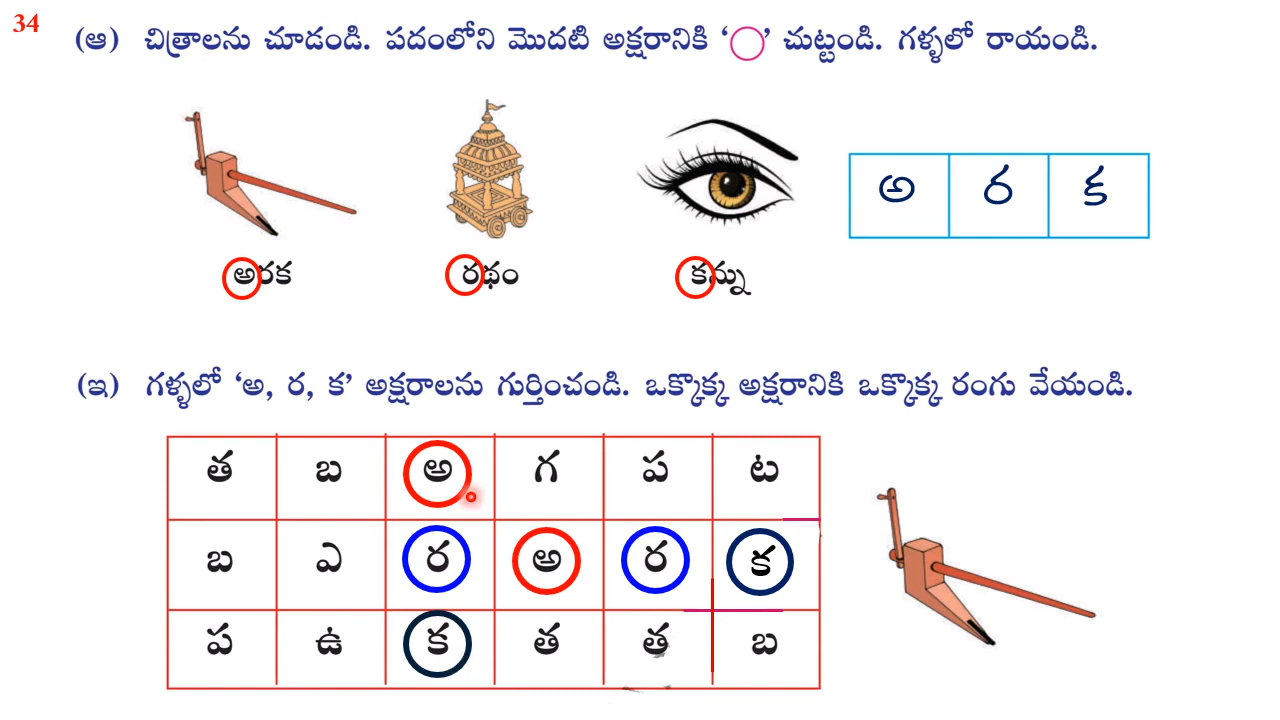 34
(ఆ) చిత్రాలను చూడండి. పదంలోని మొదటి అక్షరానికి ‘○’ చుట్టండి. గళ్ళలో రాయండి.
అ ర క
అరక రథం కన్ను
(ఇ) గళ్ళలో ‘అ, ర, క’ అక్షరాలను గుర్తించండి. ఒక్కొక్క అక్షరానికి ఒక్కొక్క రంగు వేయండి.
త బ అ గ ప ట
బ ఎ ర అ ర క
ప ఉ క త త బ